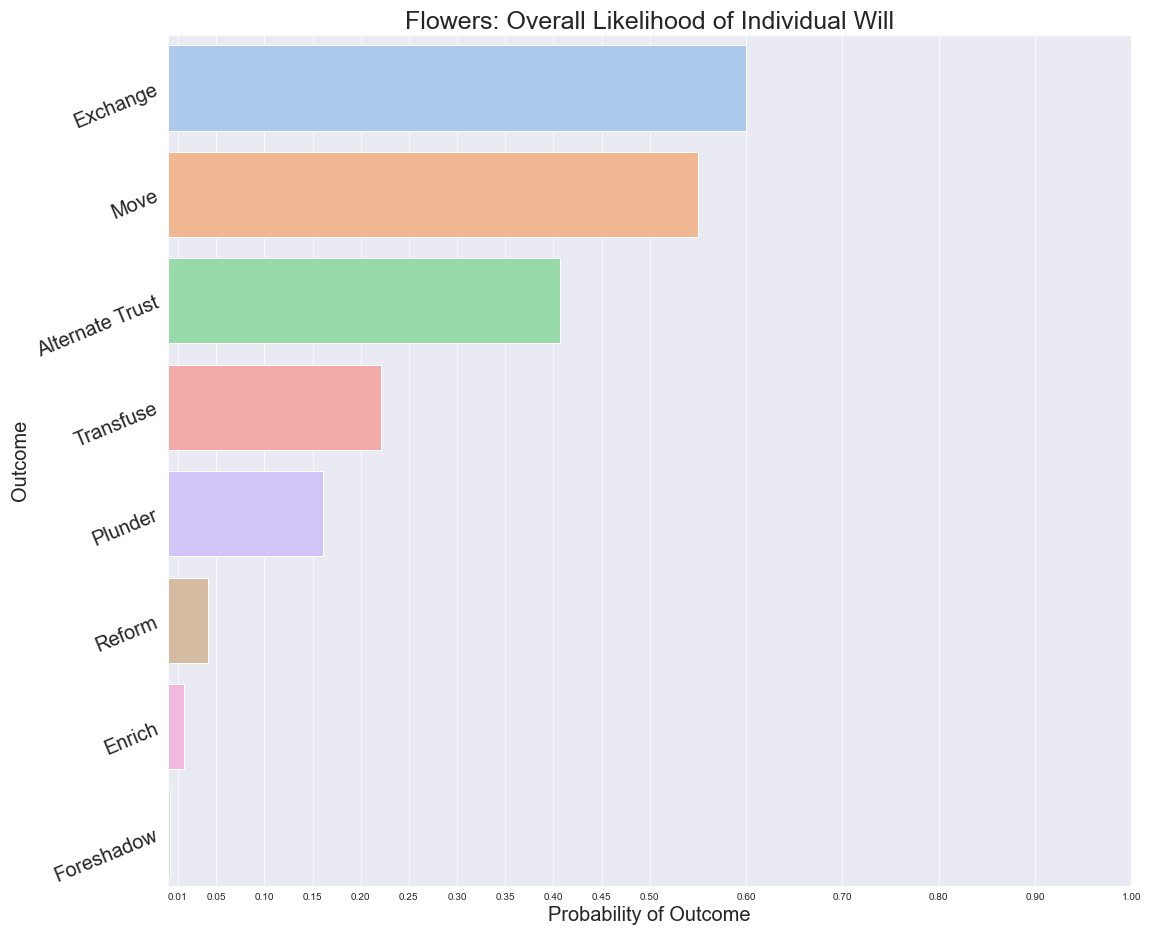 Flowers: Overall Likelihood of Individual Will
Exchange
Move
Alternate Trust
Transfuse
Plunder
Reform
Enrich
Foreshadow
Outcome
0.01 0.05 0.10 0.15 0.20 0.25 0.30 0.35 0.40 0.45 0.50 0.60 0.70 0.80 0.90 1.00
Probability of Outcome